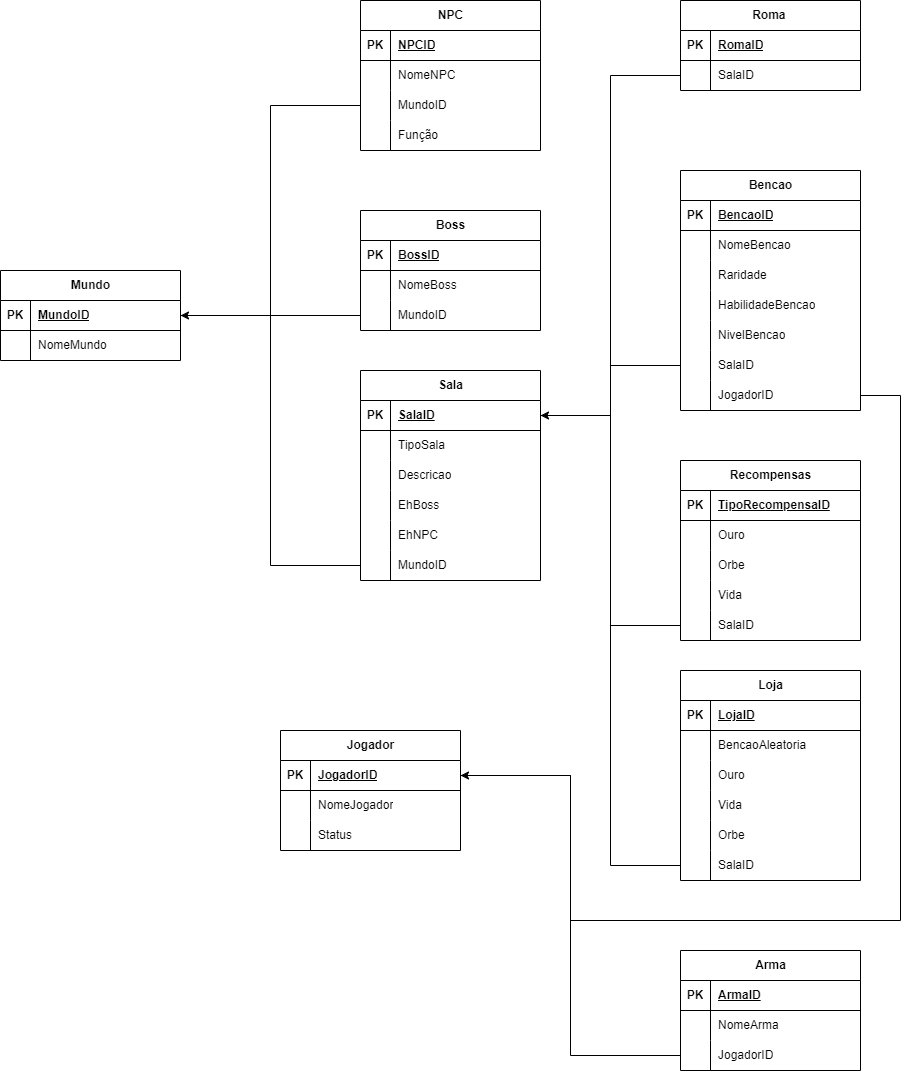 NPC
PK NPCID
NomeNPC
MundoID
Função
Roma
PK RomaID
SalaID
Bencao
PK BencaoID
NomeBencao
Raridade
HabilidadeBencao
NivelBencao
SalaID
JogadorID
Boss
PK BossID
NomeBoss
MundoID
Mundo
PK MundoID
NomeMundo
Sala
PK SalaID
TipoSala
Descricao
EhBoss
EhNPC
MundoID
Recompensas
PK TipoRecompensaID
Ouro
Orbe
Vida
SalaID
Loja
PK LojaID
BencaoAleatoria
Ouro
Vida
Orbe
SalaID
Jogador
PK JogadorID
NomeJogador
Status
Arma
PK ArmaID
NomeArma
JogadorID